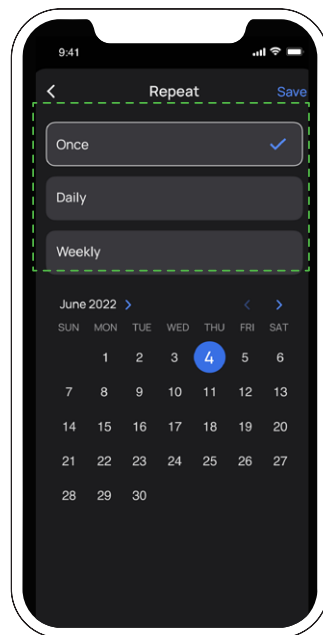 9:41
Repeat Save
Once
Daily
Weekly
June 2022
SUN MON TUE WED THU FRI SAT
1 2 3 4 5 6
7 8 9 10 11 12 13
14 15 16 17 18 19 20
21 22 23 24 25 26 27
28 29 30